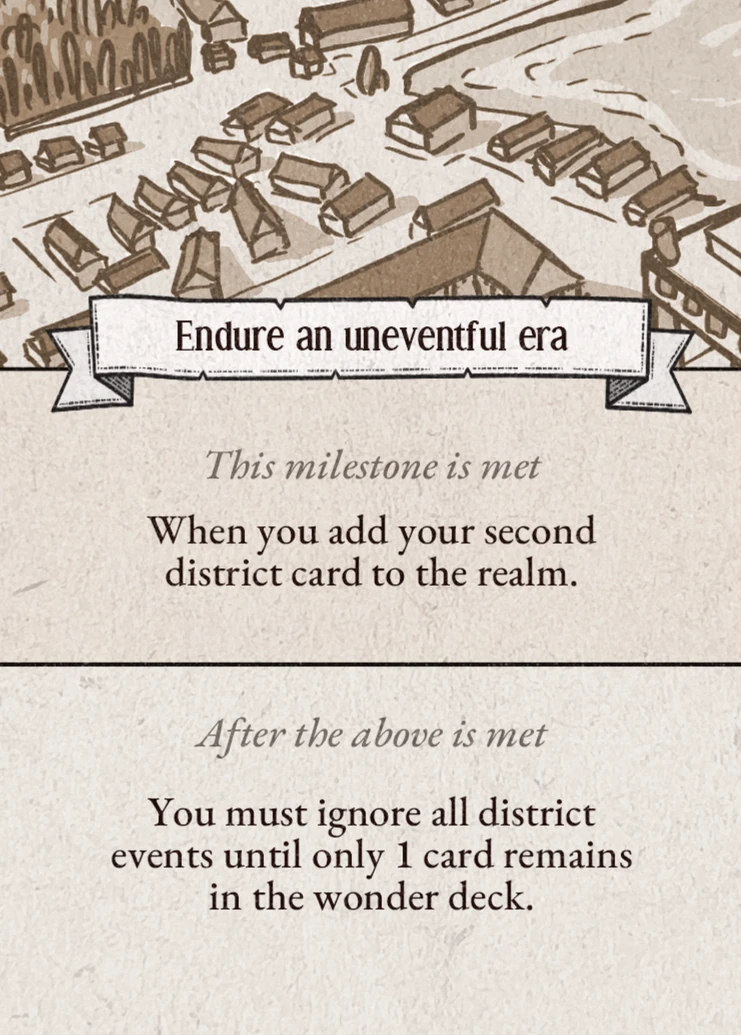 Endure an uneventful era
This milestone is met
When you add your second
district card to the realm.
After the above is met
You must ignore all district
events until only 1 card remains
in the wonder deck.